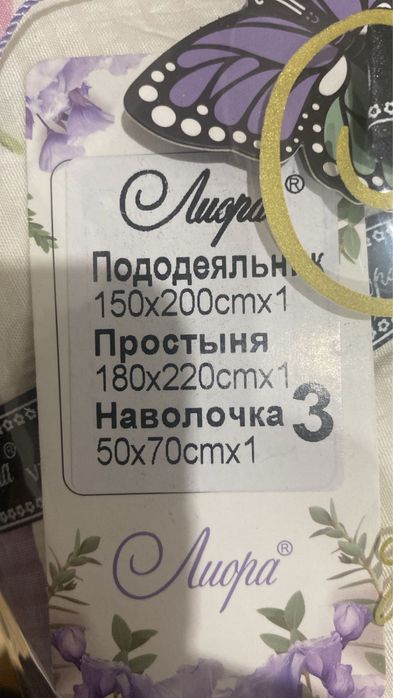 Лиора®
Пододеяльник
150x200cmx1
Простыня
180x220cmx1
Наволочка 3
50x70cmx1
Лиора®